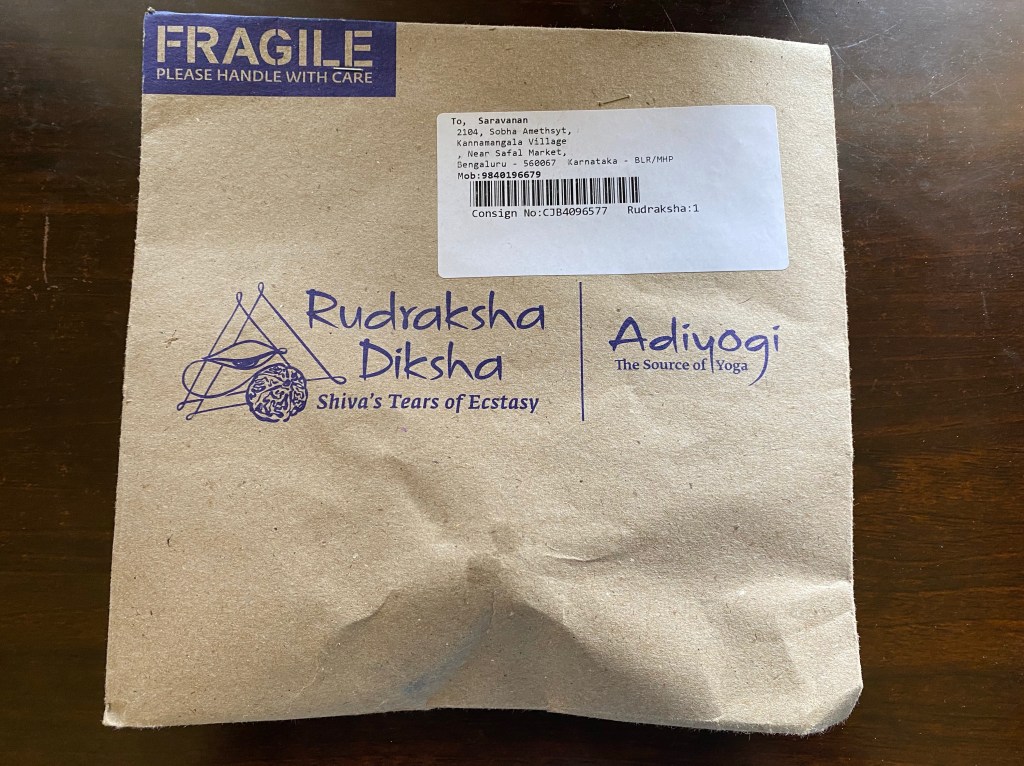 FRAGILE
PLEASE HANDLE WITH CARE
To, Saravanan
2104, Sobha Amethsyt,
Kannamangala Village
, Near Safal Market,
Bengaluru - 560067 Karnataka - BLR/MHP
Mob:9840196679
Consign No:CJB4096577 Rudraksha:1
Rudraksha
Diksha
Shiva's Tears of Ecstasy
Adiyogi
The Source of Yoga